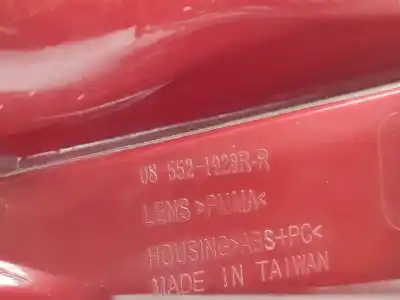 08 552-1928R-R
LENS>PMMA<
HOUSING>ABS+PC<
MADE IN TAIWAN